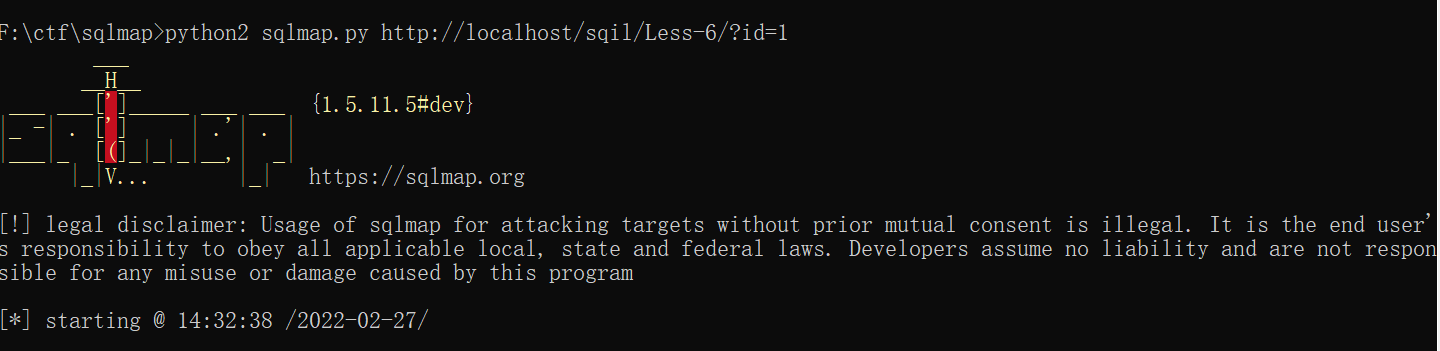 F:\ctf\sqlmap>python2 sqlmap.py http://localhost/sqil/Less-6/?id=1
        ___
       __H__
 ___ ___[']_____ ___ ___  {1.5.11.5#dev}
|_ -| . [']     | .'| . |
|___|_  [(]_|_|_|__,|  _|
      |_|V...       |_|   https://sqlmap.org
[!] legal disclaimer: Usage of sqlmap for attacking targets without prior mutual consent is illegal. It is the end user'
s responsibility to obey all applicable local, state and federal laws. Developers assume no liability and are not respon
sible for any misuse or damage caused by this program
[*] starting @ 14:32:38 /2022-02-27/